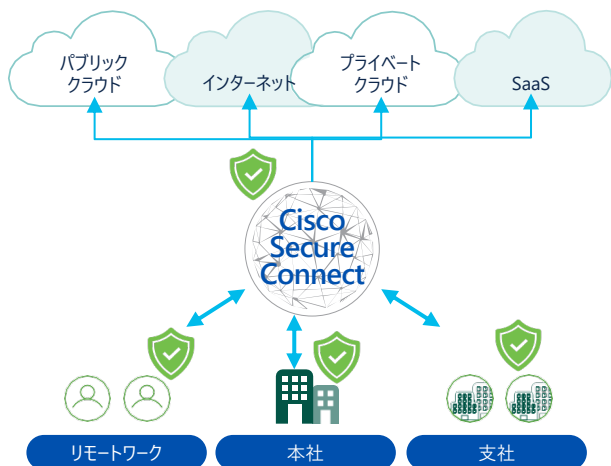 パブリック
クラウド
インターネット
プライベート
クラウド
SaaS
Cisco
Secure
Connect
リモートワーク
本社
支社